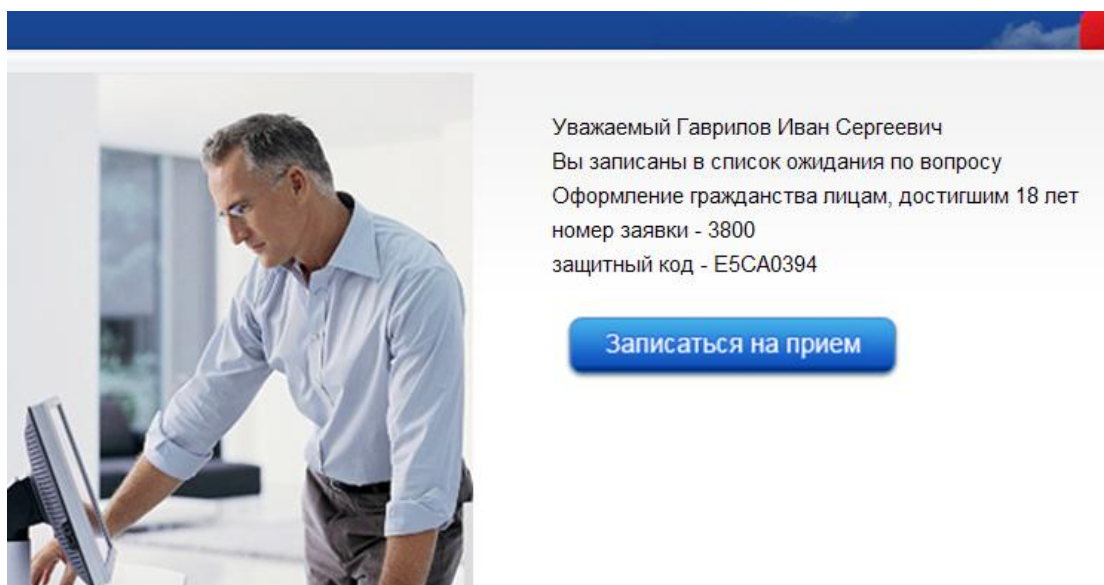 Уважаемый Гаврилов Иван Сергеевич
Вы записаны в список ожидания по вопросу
Оформление гражданства лицам, достигшим 18 лет
номер заявки - 3800
защитный код - E5CA0394
Записаться на прием